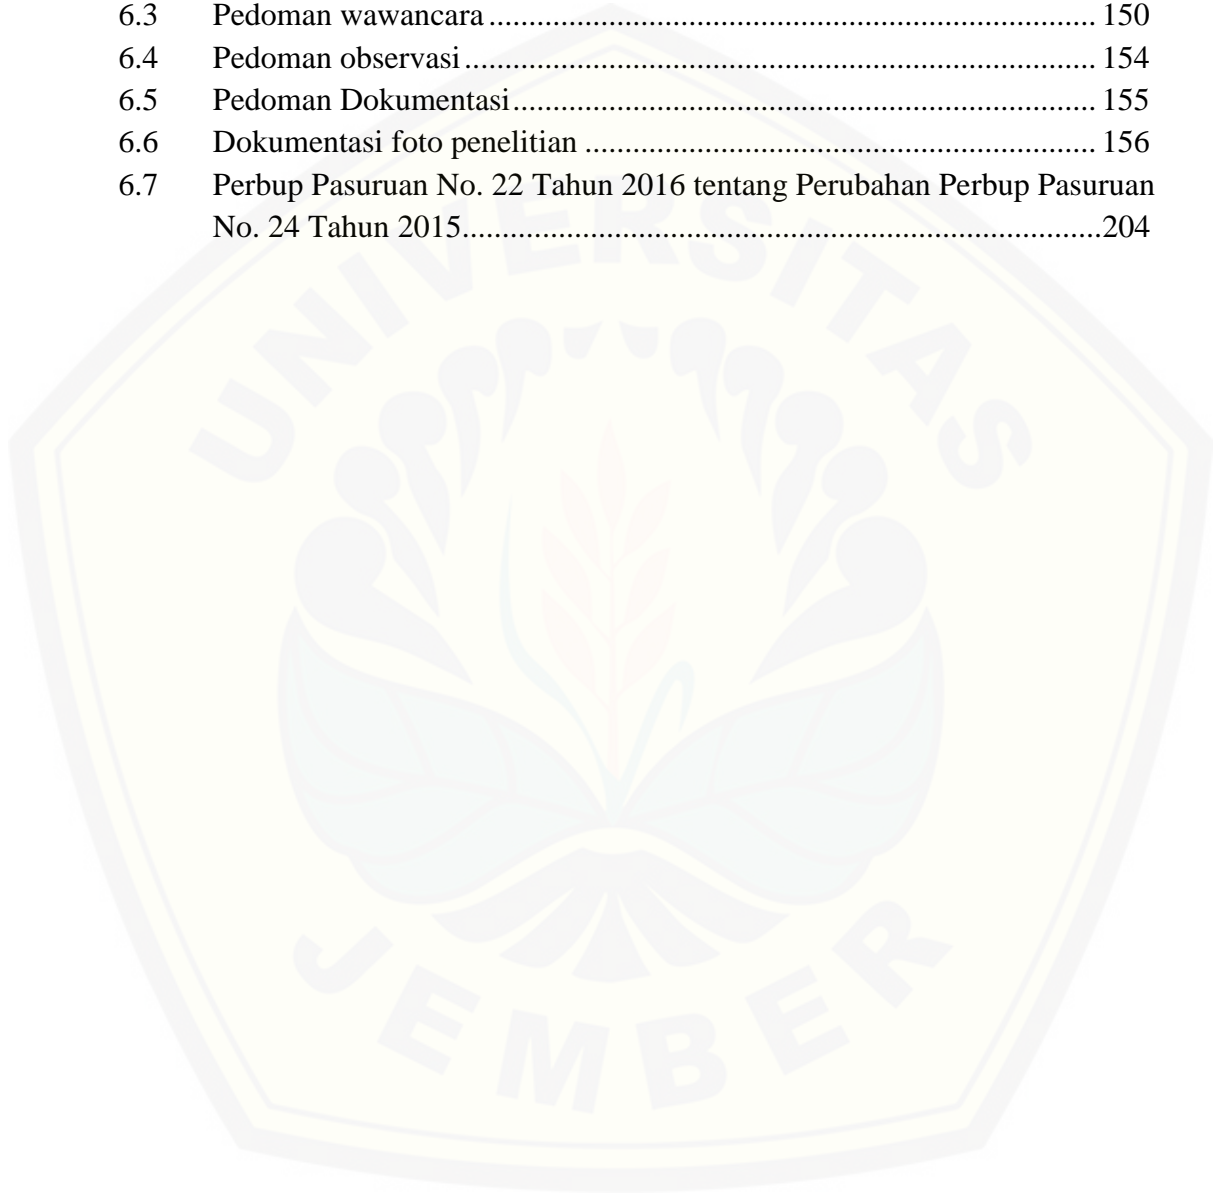 6.3 Pedoman wawancara ........................................................................... 150
6.4 Pedoman observasi .............................................................................. 154
6.5 Pedoman Dokumentasi ........................................................................ 155
6.6 Dokumentasi foto penelitian ............................................................... 156
6.7 Perbup Pasuruan No. 22 Tahun 2016 tentang Perubahan Perbup Pasuruan
No. 24 Tahun 2015...............................................................................204
UNIVERSITAS
JEMBER